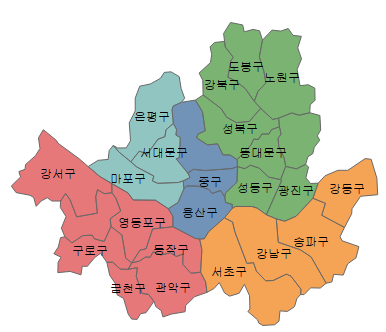 도봉구
노원구
강북구
은평구
성북구
서대문구
동대문구
강서구
마포구
중구
성동구
광진구
강동구
용산구
영동포구
구로구
동작구
송파구
강남구
서초구
금천구
관악구